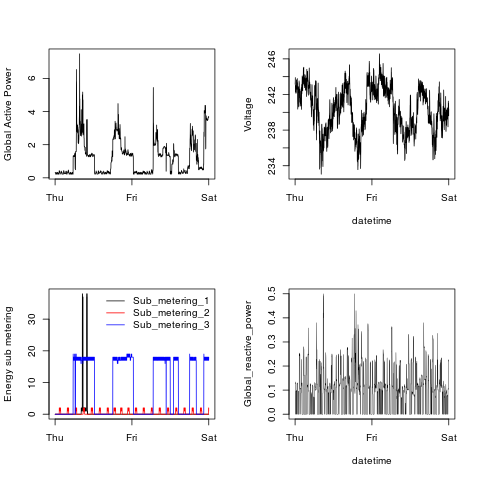 Global Active Power
0 2 4 6
Thu Fri Sat
Voltage
234 238 242 246
Thu Fri Sat
datetime
Energy sub metering
0 10 20 30
Sub_metering_1
Sub_metering_2
Sub_metering_3
Thu Fri Sat
Global_reactive_power
0.0 0.1 0.2 0.3 0.4 0.5
Thu Fri Sat
datetime